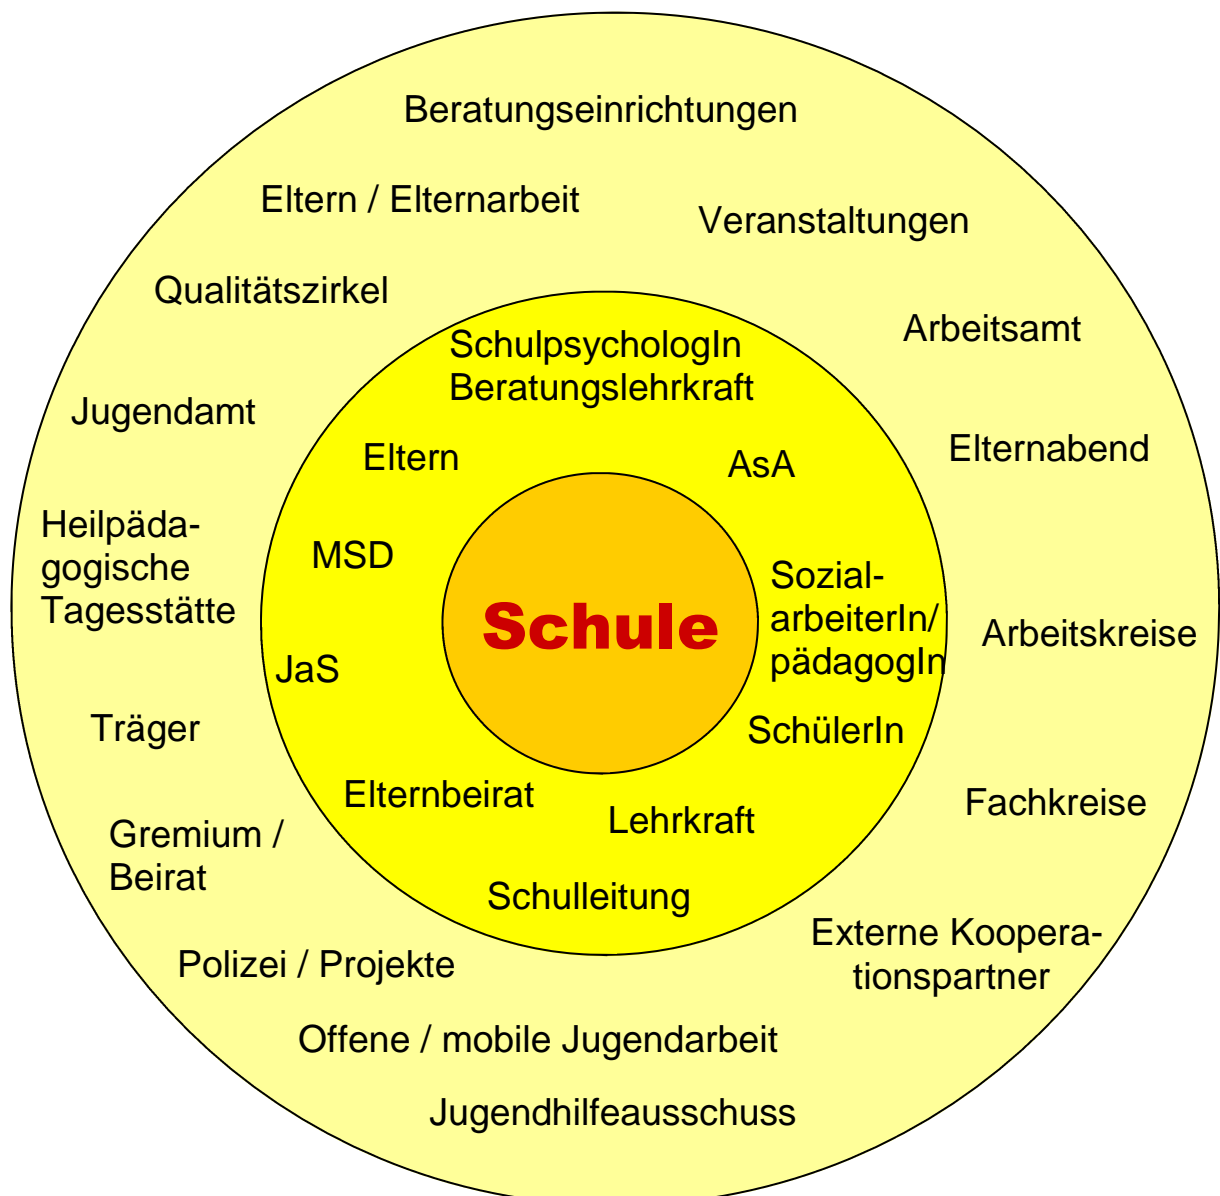 Beratungseinrichtungen
Eltern / Elternarbeit
Veranstaltungen
Qualitätszirkel
Arbeitsamt
SchulpsychologIn
Beratungslehrkraft
Jugendamt
Elternabend
Eltern
AsA
Heilpäda-
gogische
Tagesstätte
MSD
Sozial-
arbeiterIn/
pädagogIn
Schule
Arbeitskreise
JaS
Träger
SchülerIn
Elternbeirat
Lehrkraft
Fachkreise
Gremium /
Beirat
Schulleitung
Externe Koopera-
tionspartner
Polizei / Projekte
Offene / mobile Jugendarbeit
Jugendhilfeausschuss